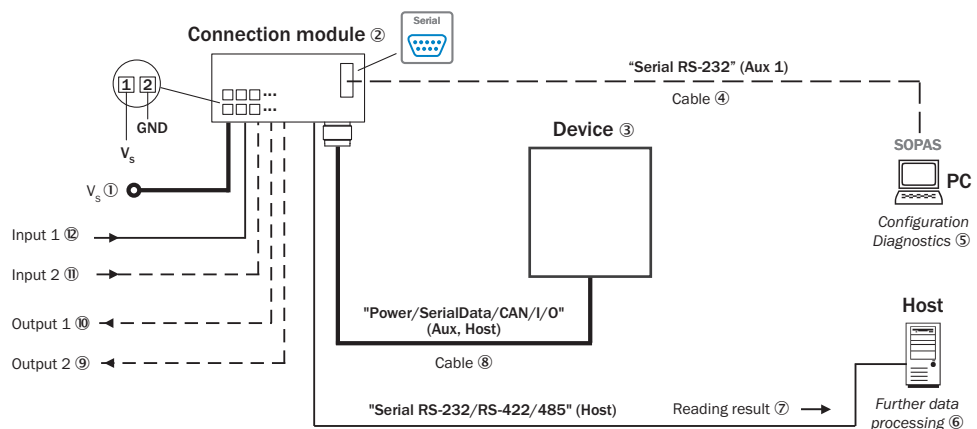 Connection module ②
Serial
"Serial RS-232" (Aux 1)
Cable ④
1 2
GND
Vs
Device ③
SOPAS
PC
Configuration
Diagnostics ⑤
Vs ①
Input 1 ⑫
Input 2 ⑪
Output 1 ⑩
Output 2 ⑨
"Power/SerialData/CAN/I/O"
(Aux, Host)
Cable ⑧
Host
"Serial RS-232/RS-422/485" (Host)
Reading result ⑦
Further data
processing ⑥